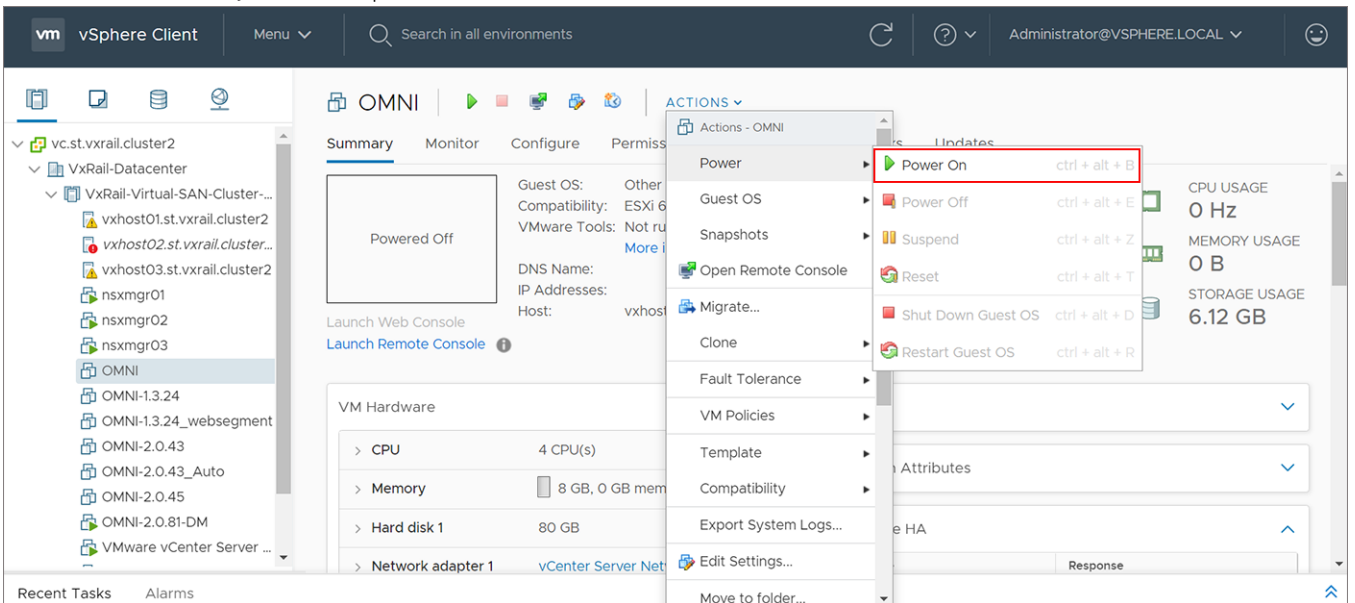 vm vSphere Client Menu Search in all environments Administrator@VSPHERE.LOCAL
OMNI ACTIONS
vc.st.vxrail.cluster2
VxRail-Datacenter
VxRail-Virtual-SAN-Cluster-...
vxhost01.st.vxrail.cluster2
vxhost02.st.vxrail.cluster...
vxhost03.st.vxrail.cluster2
nsxmgr01
nsxmgr02
nsxmgr03
OMNI
OMNI-1.3.24
OMNI-1.3.24_websegment
OMNI-2.0.43
OMNI-2.0.43_Auto
OMNI-2.0.45
OMNI-2.0.81-DM
VMware vCenter Server ...
Summary Monitor Configure Permiss Updates
Powered Off
Launch Web Console
Launch Remote Console
Guest OS: Other
Compatibility: ESXi 6
VMware Tools: Not ru
More i
DNS Name:
IP Addresses:
Host: vxhost
VM Hardware
CPU 4 CPU(s)
Memory 8 GB, 0 GB mem
Hard disk 1 80 GB
Network adapter 1 vCenter Server Net
Actions - OMNI
Power
Guest OS
Snapshots
Open Remote Console
Migrate...
Clone
Fault Tolerance
VM Policies
Template
Compatibility
Export System Logs...
Edit Settings...
Move to folder...
Power On ctrl + alt + B
Power Off ctrl + alt + E
Suspend ctrl + alt + Z
Reset ctrl + alt + T
Shut Down Guest OS ctrl + alt + D
Restart Guest OS ctrl + alt + R
CPU USAGE
0 Hz
MEMORY USAGE
0 B
STORAGE USAGE
6.12 GB
Attributes
e HA
Response
Recent Tasks Alarms